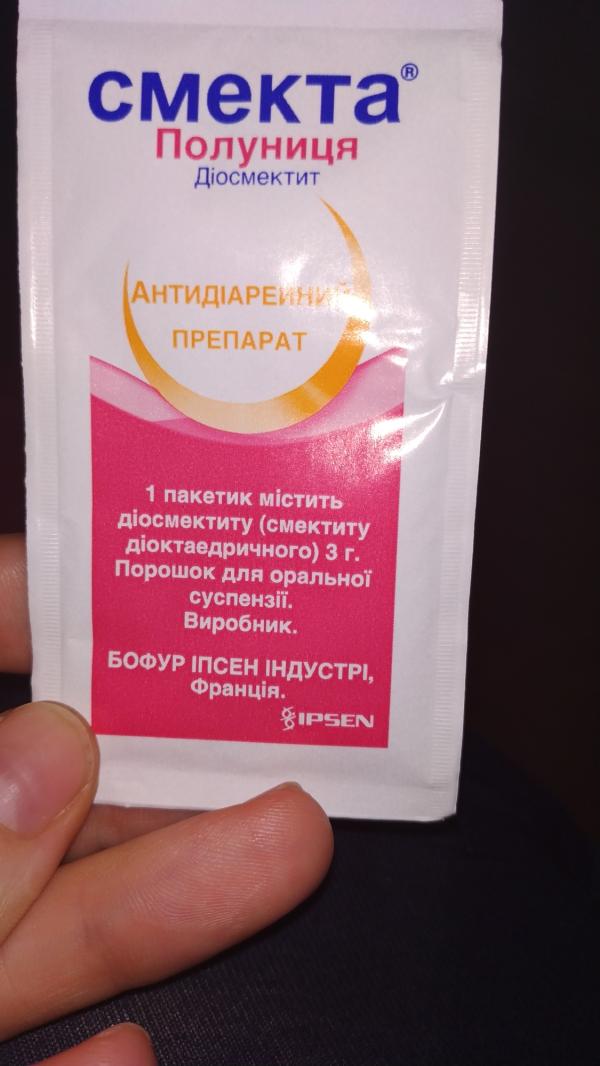 смекта®
Полуниця
Діосмектит
АНТИДІАРЕЙНИЙ
ПРЕПАРАТ
1 пакетик містить
діосмектиту (смектиту
діоктаедричного) 3 г.
Порошок для оральної
суспензії.
Виробник.
БОФУР ІПСЕН ІНДУСТРІ,
Франція.
IPSEN